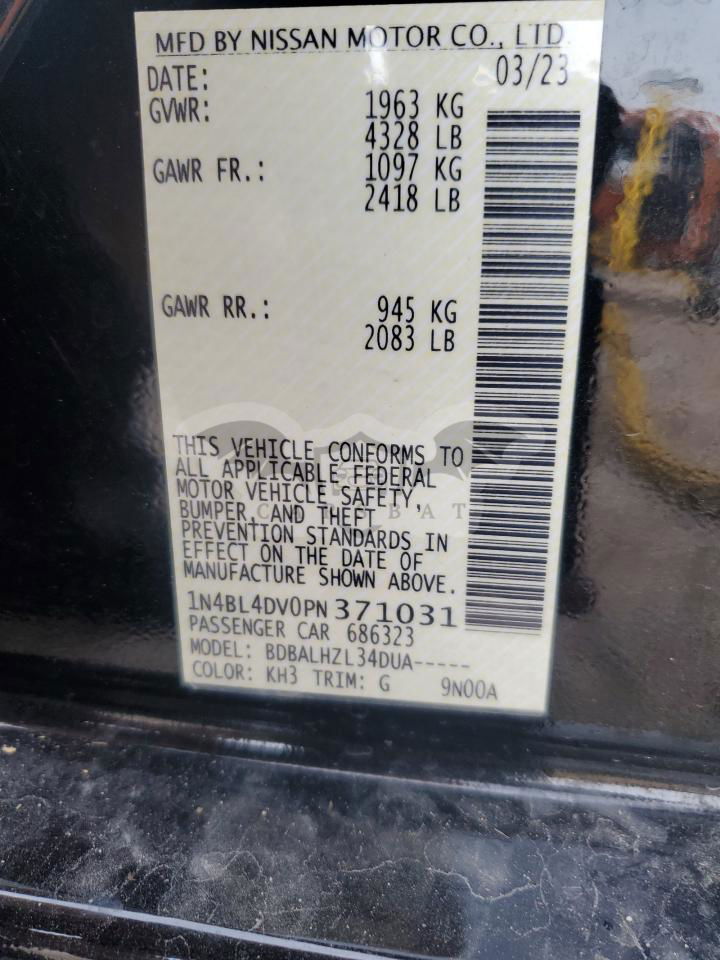 MFD BY NISSAN MOTOR CO., LTD.
DATE: 03/23
GVWR: 1963 KG
4328 LB
GAWR FR.: 1097 KG
2418 LB
GAWR RR.: 945 KG
2083 LB
THIS VEHICLE CONFORMS TO
ALL APPLICABLE FEDERAL
MOTOR VEHICLE SAFETY,
BUMPER, AND THEFT
PREVENTION STANDARDS IN
EFFECT ON THE DATE OF
MANUFACTURE SHOWN ABOVE.
1N4BL4DV0PN371031
PASSENGER CAR 686323
MODEL: BDBALHZL34DUA-----
COLOR: KH3 TRIM: G 9N00A